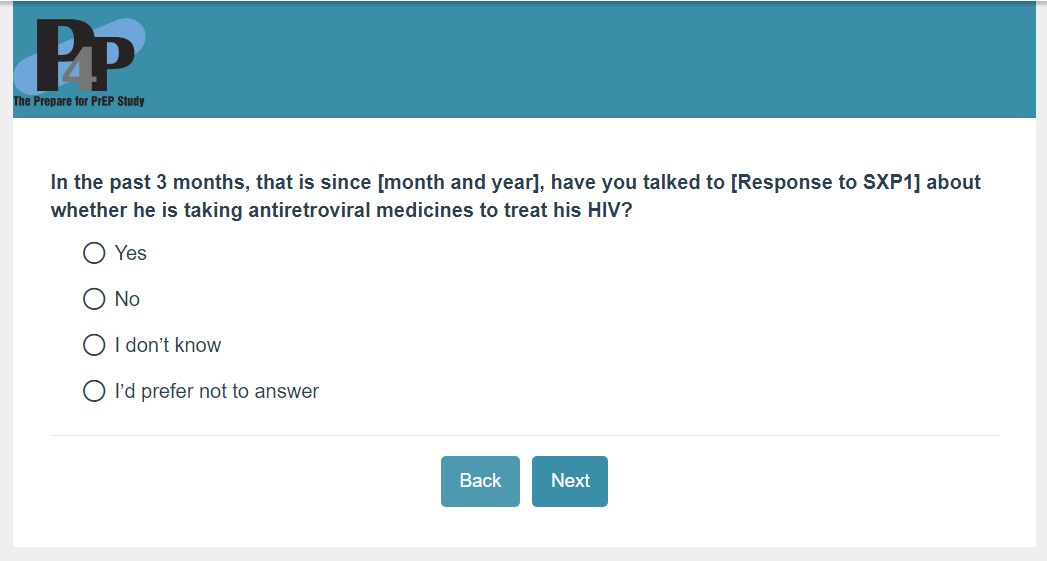 P4P
The Prepare for PrEP Study
In the past 3 months, that is since [month and year], have you talked to [Response to SXP1] about
whether he is taking antiretroviral medicines to treat his HIV?
Yes
No
I don’t know
I’d prefer not to answer
Back
Next